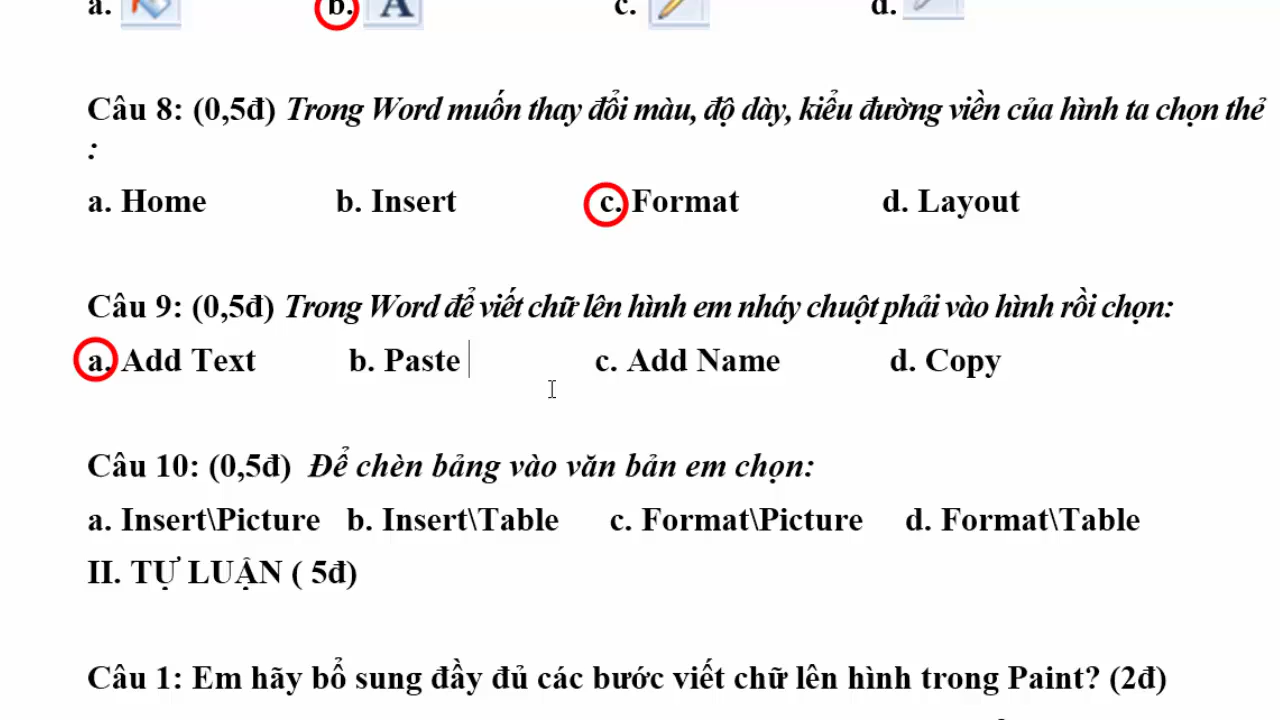 a. b. A c. d.
Câu 8: (0,5đ) Trong Word muốn thay đổi màu, độ dày, kiểu đường viền của hình ta chọn thẻ
:
a. Home b. Insert c. Format d. Layout
Câu 9: (0,5đ) Trong Word để viết chữ lên hình em nháy chuột phải vào hình rồi chọn:
a. Add Text b. Paste c. Add Name d. Copy
Câu 10: (0,5đ) Để chèn bảng vào văn bản em chọn:
a. Insert\Picture b. Insert\Table c. Format\Picture d. Format\Table
II. TỰ LUẬN ( 5đ)
Câu 1: Em hãy bổ sung đầy đủ các bước viết chữ lên hình trong Paint? (2đ)